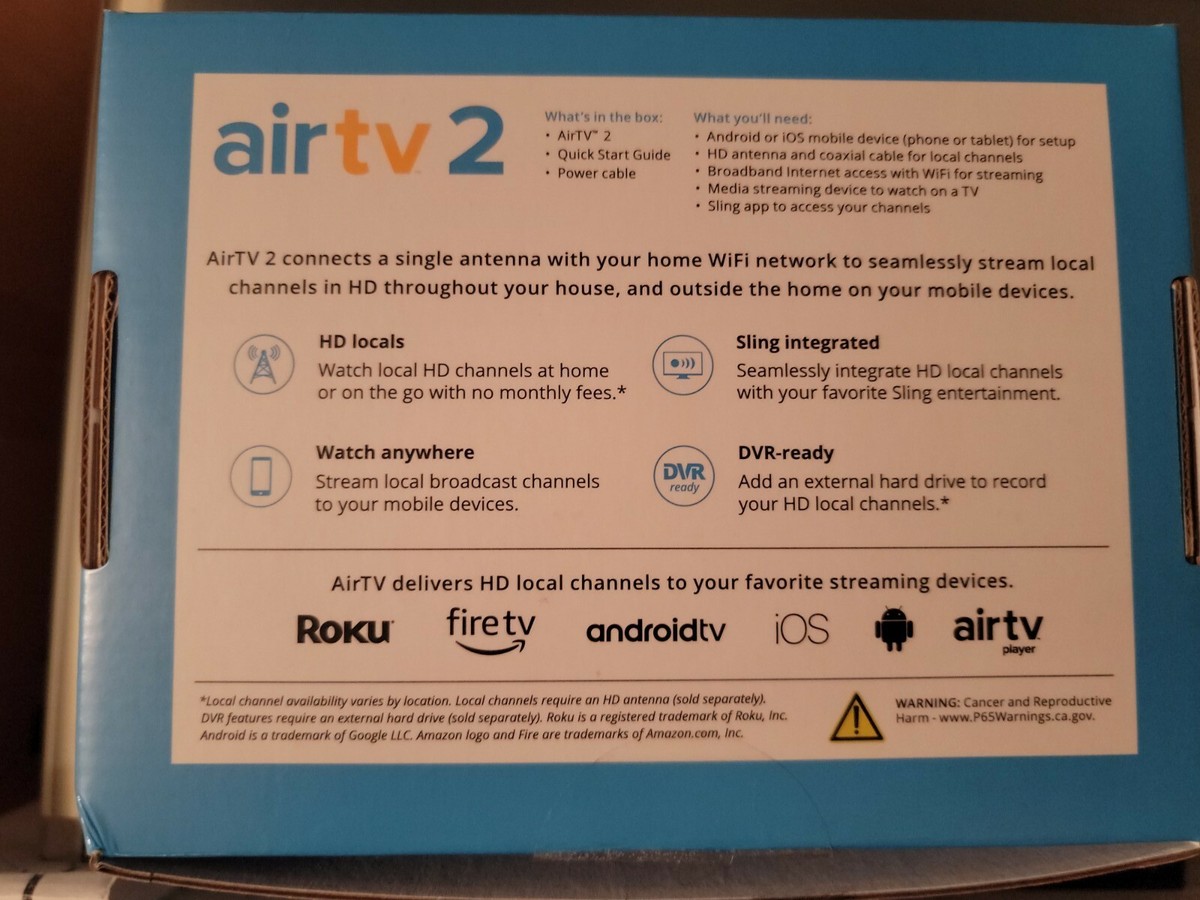 airtv 2
What's in the box:
• AirTV™ 2
• Quick Start Guide
• Power cable
What you'll need:
• Android or iOS mobile device (phone or tablet) for setup
• HD antenna and coaxial cable for local channels
• Broadband Internet access with WiFi for streaming
• Media streaming device to watch on a TV
• Sling app to access your channels
AirTV 2 connects a single antenna with your home WiFi network to seamlessly stream local
channels in HD throughout your house, and outside the home on your mobile devices.
HD locals
Watch local HD channels at home
or on the go with no monthly fees.*
Sling integrated
Seamlessly integrate HD local channels
with your favorite Sling entertainment.
Watch anywhere
Stream local broadcast channels
to your mobile devices.
DVR
ready
DVR-ready
Add an external hard drive to record
your HD local channels.*
AirTV delivers HD local channels to your favorite streaming devices.
Roku
firetv
androidtv
iOS
airtv
player
*Local channel availability varies by location. Local channels require an HD antenna (sold separately).
DVR features require an external hard drive (sold separately). Roku is a registered trademark of Roku, Inc.
Android is a trademark of Google LLC. Amazon logo and Fire are trademarks of Amazon.com, Inc.
WARNING: Cancer and Reproductive
Harm - www.P65Warnings.ca.gov.